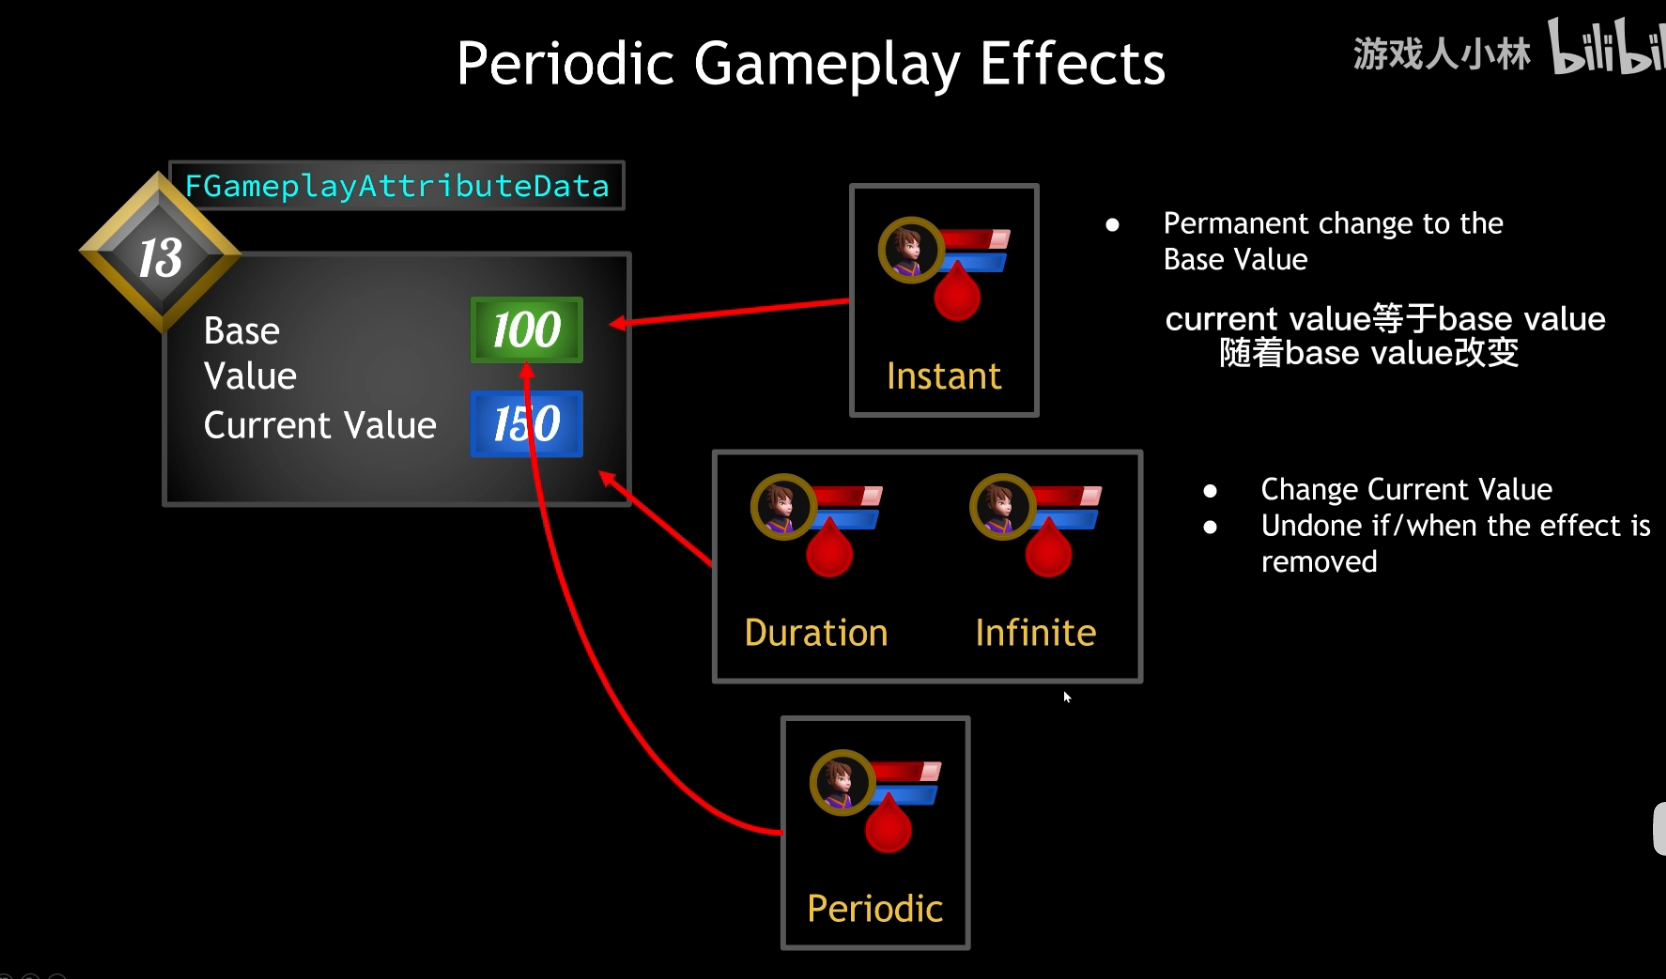 Periodic Gameplay Effects
游戏人小林
FGameplayAttributeData
13
Base
Value
100
Current Value
150
Instant
Permanent change to the
Base Value
current value等于base value
随着base value改变
Duration
Infinite
Change Current Value
Undone if/when the effect is
removed
Periodic